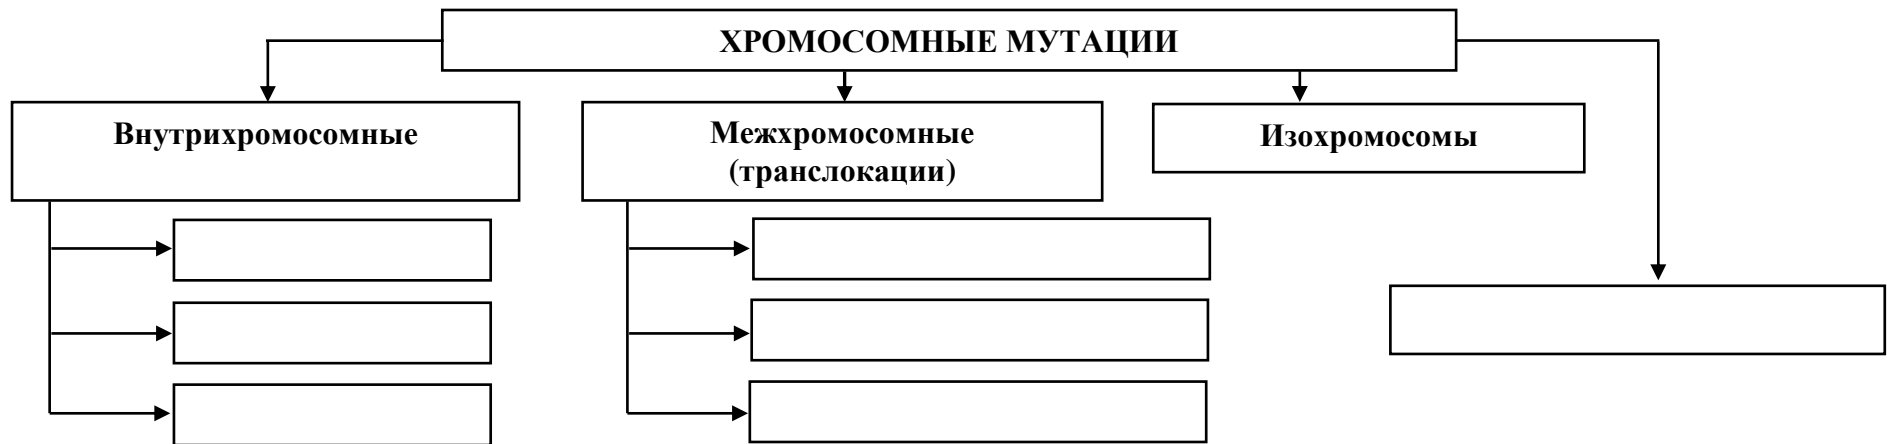 ХРОМОСОМНЫЕ МУТАЦИИ
Внутрихромосомные
Межхромосомные
(транслокации)
Изохромосомы